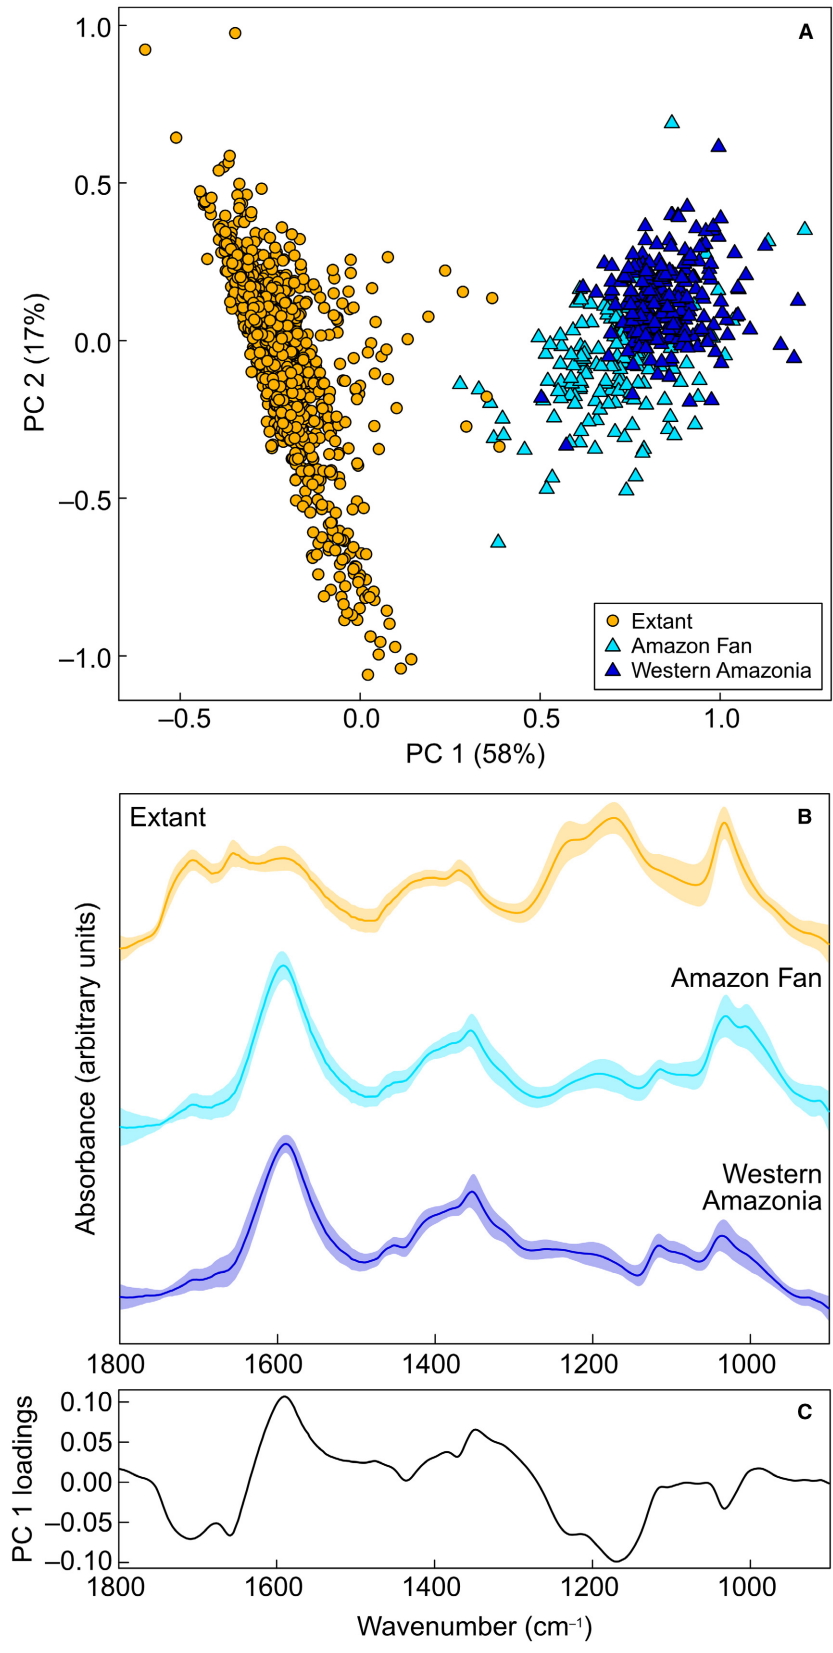 A
1.0
0.5
0.0
–0.5
–1.0
PC 2 (17%)
Extant
Amazon Fan
Western Amazonia
–0.5
0.0
0.5
1.0
PC 1 (58%)
B
Extant
Amazon Fan
Western
Amazonia
Absorbance (arbitrary units)
1800
1600
1400
1200
1000
C
0.10
0.05
0.00
–0.05
–0.10
PC 1 loadings
1800
1600
1400
1200
1000
Wavenumber (cm⁻¹)